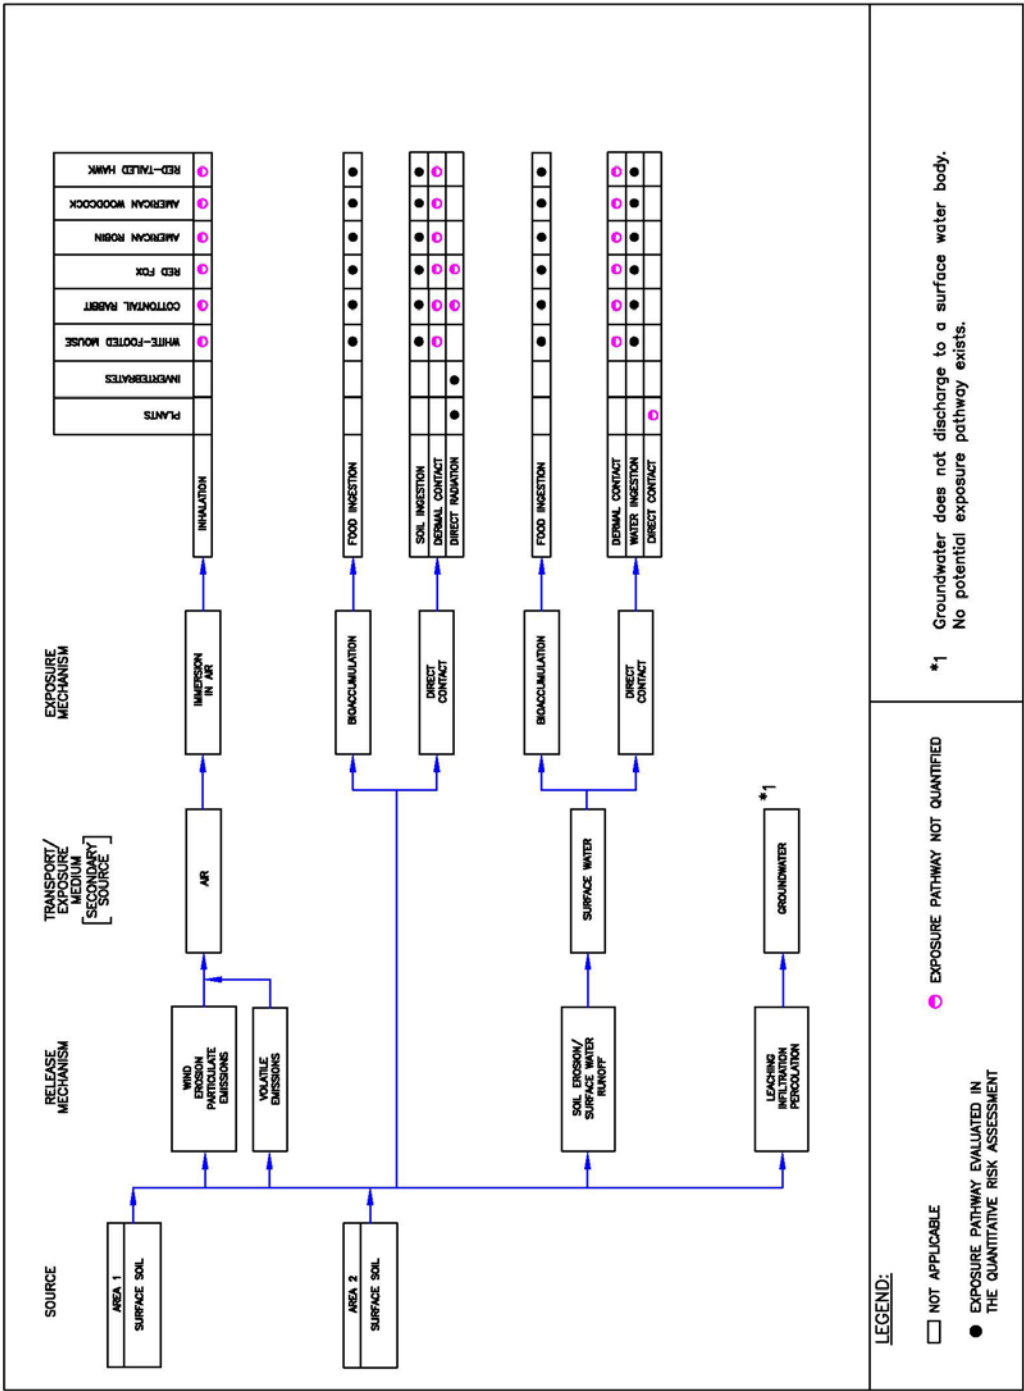 SOURCE
RELEASE
MECHANISM
TRANSPORT/
EXPOSURE
MEDIUM
[SECONDARY
SOURCE]
EXPOSURE
MECHANISM
PLANTS
INVERTEBRATES
WHITE-FOOTED MOUSE
COTTONTAIL RABBIT
RED FOX
AMERICAN ROBIN
AMERICAN WOODCOCK
RED-TAILED HAWK
AREA 1
SURFACE SOIL
WIND
EROSION
PARTICULATE
EMISSIONS
AIR
IMMERSION
IN AIR
INHALATION
VOLATILE
EMISSIONS
AREA 2
SURFACE SOIL
BIOACCUMULATION
FOOD INGESTION
DIRECT
CONTACT
SOIL INGESTION
DERMAL CONTACT
DIRECT RADIATION
SOIL EROSION/
SURFACE WATER
RUNOFF
SURFACE WATER
BIOACCUMULATION
FOOD INGESTION
DIRECT
CONTACT
DERMAL CONTACT
WATER INGESTION
DIRECT CONTACT
LEACHING
INFILTRATION
PERCOLATION
GROUNDWATER
*1
LEGEND:
NOT APPLICABLE
EXPOSURE PATHWAY NOT QUANTIFIED
EXPOSURE PATHWAY EVALUATED IN
THE QUANTITATIVE RISK ASSESSMENT
*1 Groundwater does not discharge to a surface water body.
No potential exposure pathway exists.